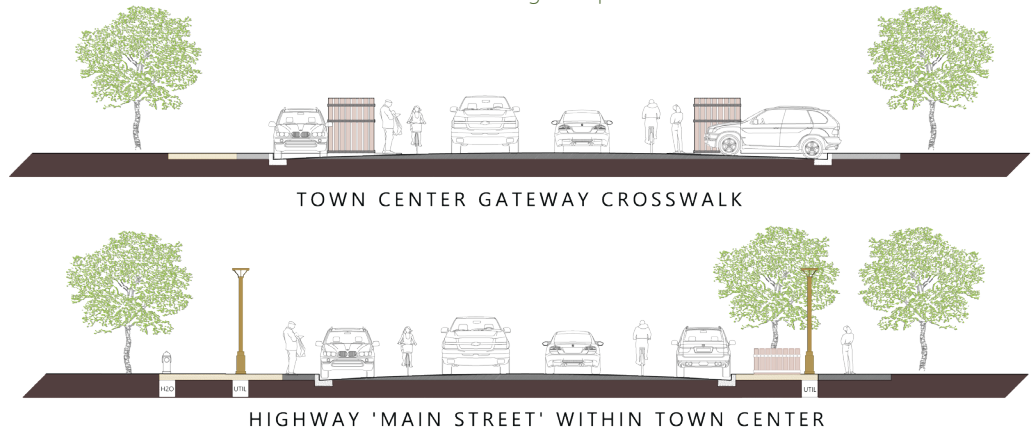 TOWN CENTER GATEWAY CROSSWALK
H2O
UTIL
UTIL
HIGHWAY 'MAIN STREET' WITHIN TOWN CENTER